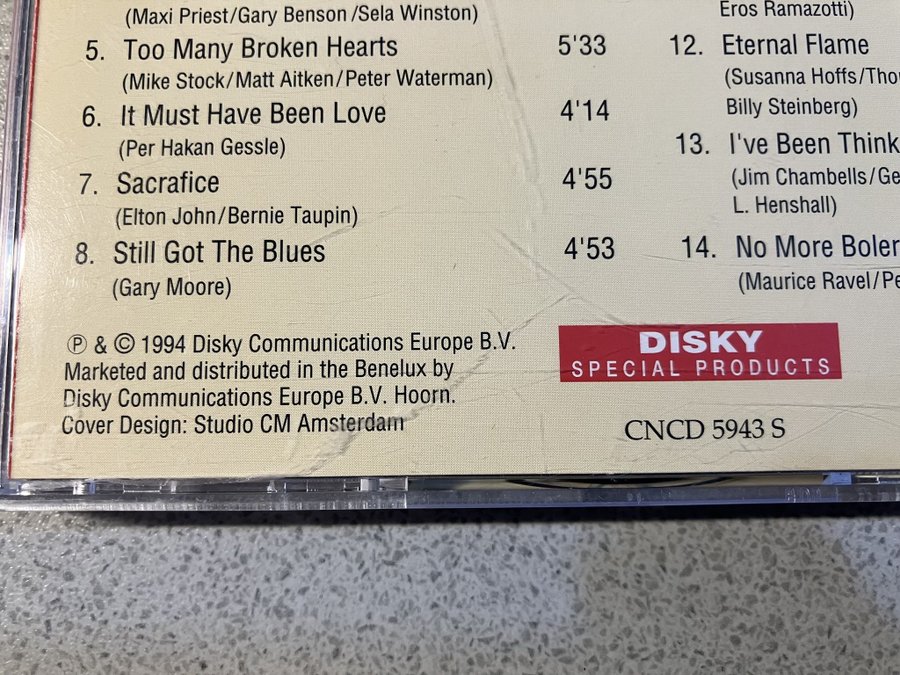 (Maxi Priest/Gary Benson/Sela Winston)
5. Too Many Broken Hearts 5'33
(Mike Stock/Matt Aitken/Peter Waterman)
6. It Must Have Been Love 4'14
(Per Hakan Gessle)
7. Sacrafice 4'55
(Elton John/Bernie Taupin)
8. Still Got The Blues 4'53
(Gary Moore)
Eros Ramazotti)
12. Eternal Flame
(Susanna Hoffs/Tho
Billy Steinberg)
13. I've Been Think
(Jim Chambells/Ge
L. Henshall)
14. No More Boler
(Maurice Ravel/Pe
℗ & © 1994 Disky Communications Europe B.V.
Marketed and distributed in the Benelux by
Disky Communications Europe B.V. Hoorn.
Cover Design: Studio CM Amsterdam
DISKY
SPECIAL PRODUCTS
CNCD 5943 S